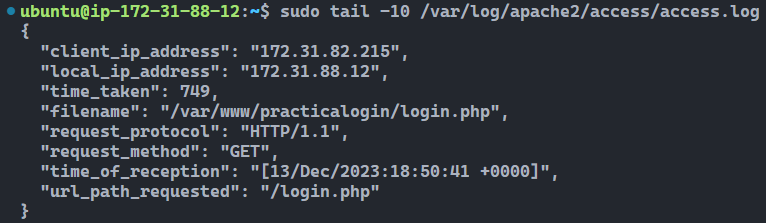 ubuntu@ip-172-31-88-12:~$ sudo tail -10 /var/log/apache2/access/access.log
{
  "client_ip_address": "172.31.82.215",
  "local_ip_address": "172.31.88.12",
  "time_taken": 749,
  "filename": "/var/www/practicalogin/login.php",
  "request_protocol": "HTTP/1.1",
  "request_method": "GET",
  "time_of_reception": "[13/Dec/2023:18:50:41 +0000]",
  "url_path_requested": "/login.php"
}